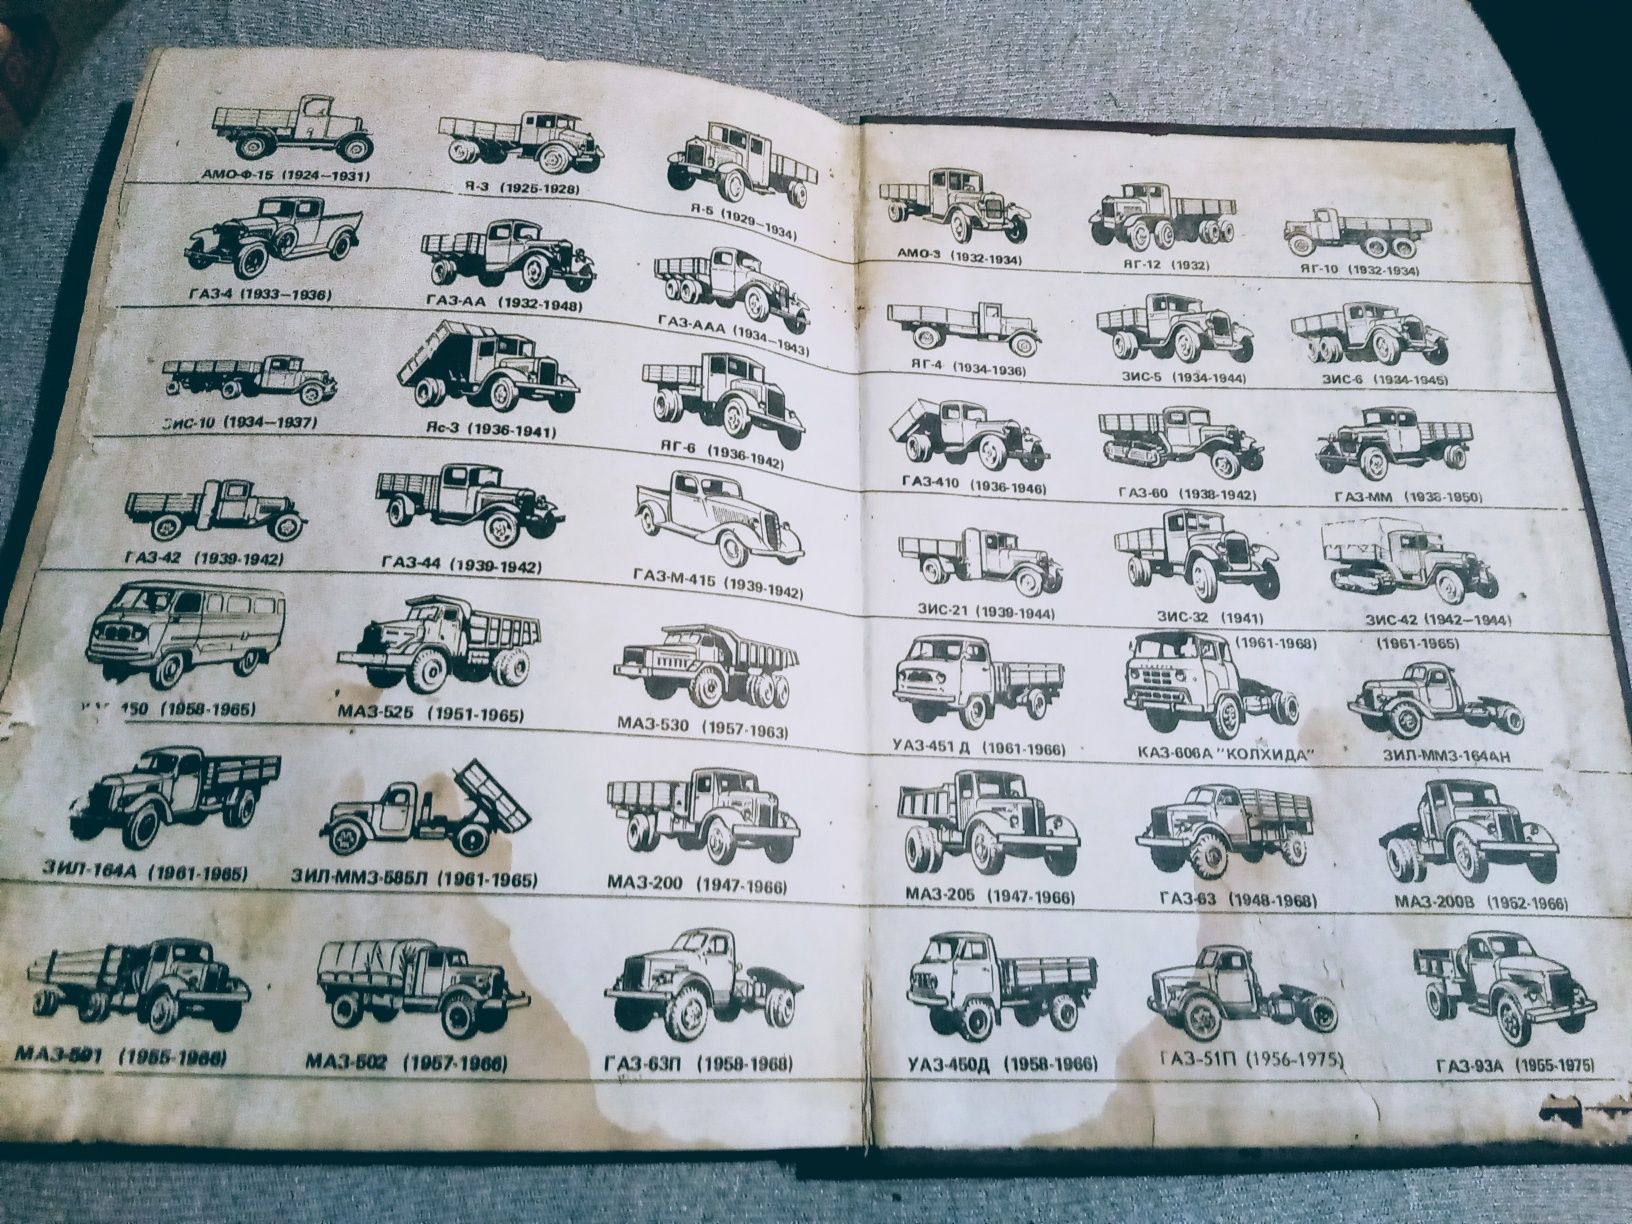 АМО-Ф-15 (1924—1931)
Я-3 (1925-1928)
Я-5 (1929—1934)
ГАЗ-4 (1933—1936)
ГАЗ-АА (1932-1948)
ГАЗ-ААА (1934—1943)
ЗИС-10 (1934—1937)
Яс-3 (1936-1941)
ЯГ-6 (1936-1942)
ГАЗ-42 (1939-1942)
ГАЗ-44 (1939-1942)
ГАЗ-М-415 (1939-1942)
450 (1958-1965)
МАЗ-525 (1951-1965)
МАЗ-530 (1957-1963)
ЗИЛ-164А (1961-1965)
ЗИЛ-ММЗ-585Л (1961-1965)
МАЗ-200 (1947-1966)
МАЗ-501 (1955-1966)
МАЗ-502 (1957-1966)
ГАЗ-63П (1958-1968)
АМО-3 (1932-1934)
ЯГ-12 (1932)
ЯГ-10 (1932-1934)
ЯГ-4 (1934-1936)
ЗИС-5 (1934-1944)
ЗИС-6 (1934-1945)
ГАЗ-410 (1936-1946)
ГАЗ-60 (1938-1942)
ГАЗ-ММ (1938-1950)
ЗИС-21 (1939-1944)
ЗИС-32 (1941)
ЗИС-42 (1942—1944)
УАЗ-451 Д (1961-1966)
(1961-1968)
КАЗ-606А "КОЛХИДА"
(1961-1965)
ЗИЛ-ММЗ-164АН
МАЗ-205 (1947-1966)
ГАЗ-63 (1948-1968)
МАЗ-200В (1952-1966)
УАЗ-450Д (1958-1966)
ГАЗ-51П (1956-1975)
ГАЗ-93А (1955-1975)